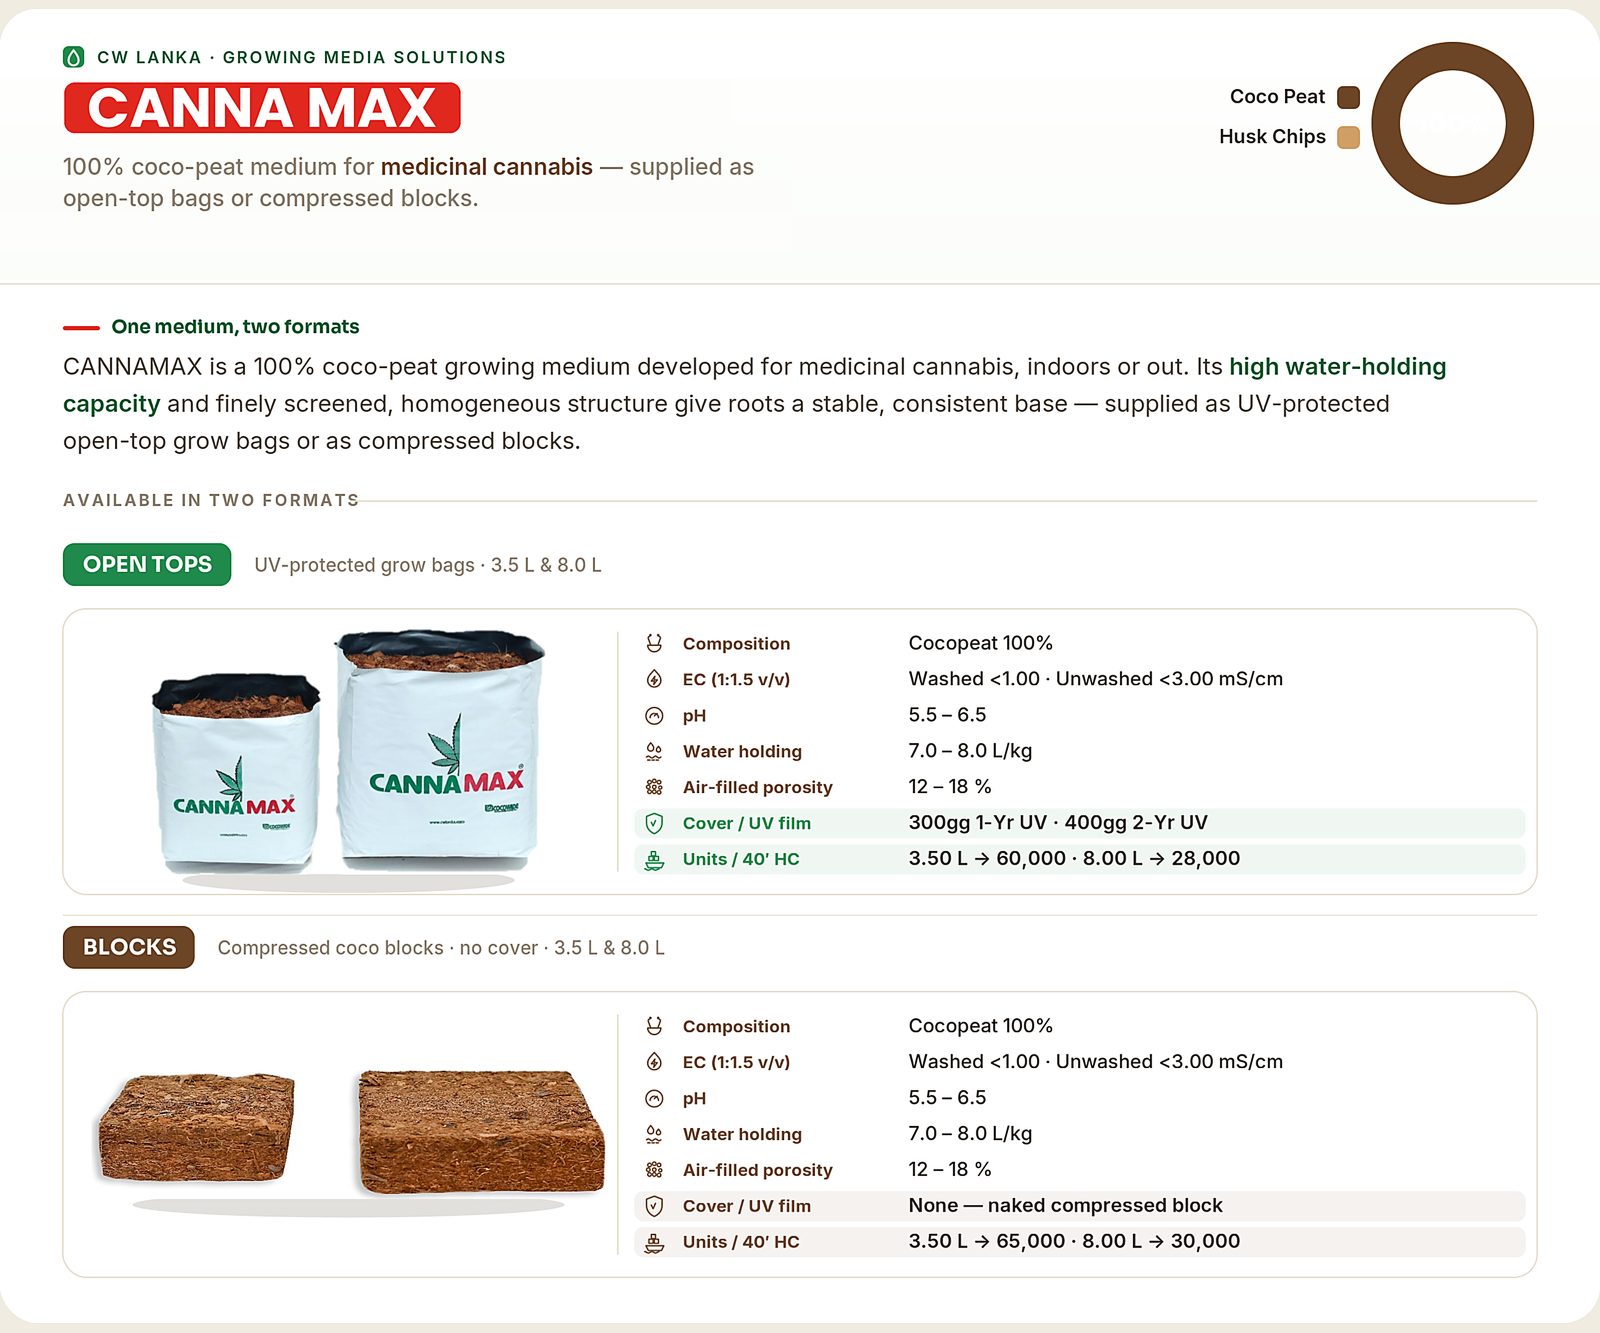 CW LANKA · GROWING MEDIA SOLUTIONS
CANNA MAX
100% coco-peat medium for medicinal cannabis — supplied as
open-top bags or compressed blocks.
Coco Peat
Husk Chips
One medium, two formats
CANNAMAX is a 100% coco-peat growing medium developed for medicinal cannabis, indoors or out. Its high water-holding
capacity and finely screened, homogeneous structure give roots a stable, consistent base — supplied as UV-protected
open-top grow bags or as compressed blocks.
AVAILABLE IN TWO FORMATS
OPEN TOPS UV-protected grow bags · 3.5 L & 8.0 L
CANNAMAX
CANNAMAX®
Composition Cocopeat 100%
EC (1:1.5 v/v) Washed <1.00 · Unwashed <3.00 mS/cm
pH 5.5 – 6.5
Water holding 7.0 – 8.0 L/kg
Air-filled porosity 12 – 18 %
Cover / UV film 300gg 1-Yr UV · 400gg 2-Yr UV
Units / 40′ HC 3.50 L → 60,000 · 8.00 L → 28,000
BLOCKS Compressed coco blocks · no cover · 3.5 L & 8.0 L
Composition Cocopeat 100%
EC (1:1.5 v/v) Washed <1.00 · Unwashed <3.00 mS/cm
pH 5.5 – 6.5
Water holding 7.0 – 8.0 L/kg
Air-filled porosity 12 – 18 %
Cover / UV film None — naked compressed block
Units / 40′ HC 3.50 L → 65,000 · 8.00 L → 30,000